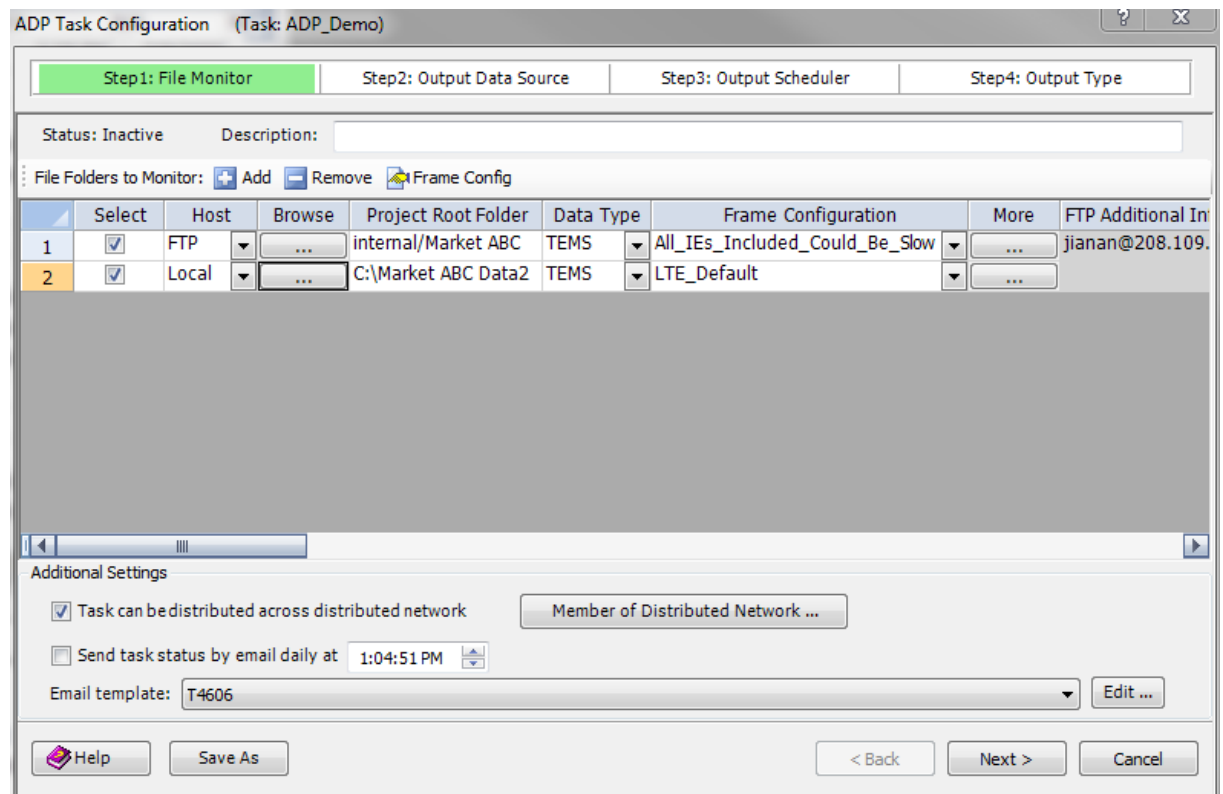 ADP Task Configuration (Task: ADP_Demo)
Step1: File Monitor Step2: Output Data Source Step3: Output Scheduler Step4: Output Type
Status: Inactive Description:
File Folders to Monitor: Add Remove Frame Config
Select Host Browse Project Root Folder Data Type Frame Configuration More FTP Additional In
1 FTP ... internal/Market ABC TEMS All_IEs_Included_Could_Be_Slow ... jianan@208.109.
2 Local ... C:\Market ABC Data2 TEMS LTE_Default ...
Additional Settings
Task can be distributed across distributed network Member of Distributed Network ...
Send task status by email daily at 1:04:51 PM
Email template: T4606 Edit ...
Help Save As < Back Next > Cancel